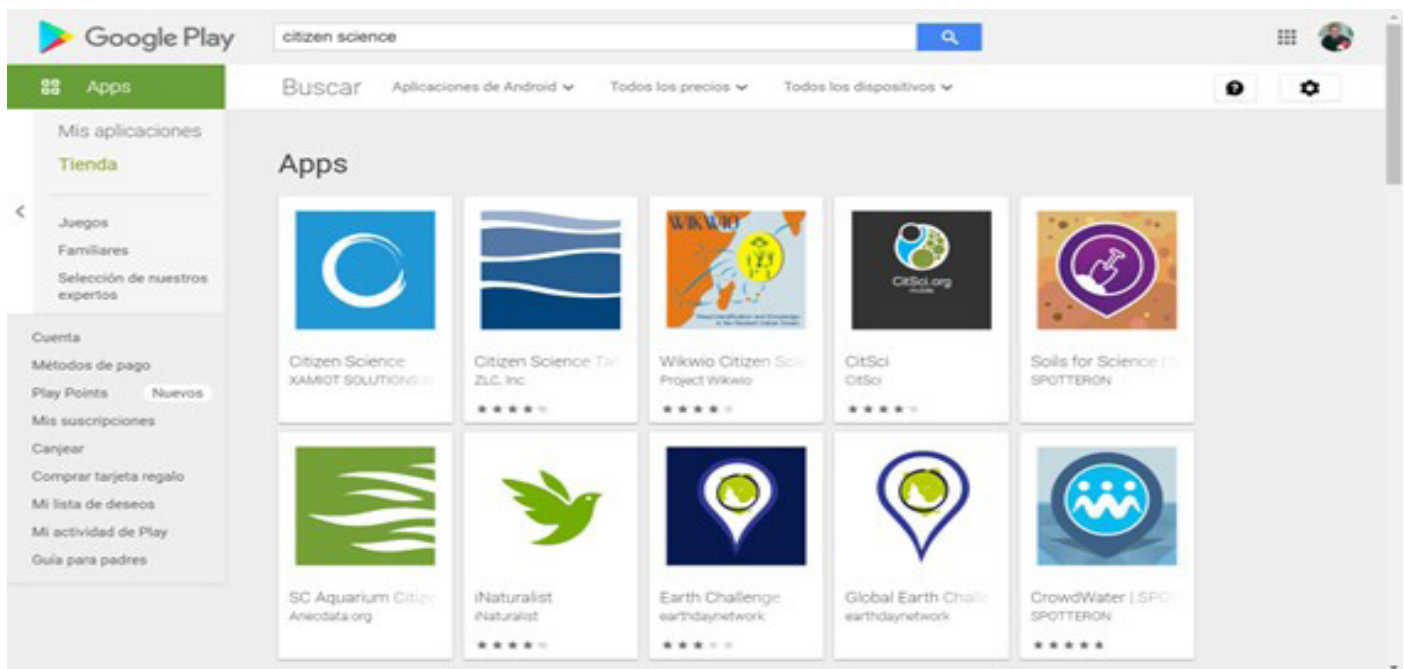 Google Play
citizen science
Apps
Buscar
Aplicaciones de Android
Todos los precios
Todos los dispositivos
Mis aplicaciones
Tienda
Juegos
Familiares
Selección de nuestros
expertos
Cuenta
Métodos de pago
Play Points
Nuevos
Mis suscripciones
Canjear
Comprar tarjeta regalo
Mi lista de deseos
Mi actividad de Play
Guía para padres
Apps
WIKWIO
CitSci.org
mobile
Citizen Science
XAMIOT SOLUTIONS
Citizen Science
ZLC, Inc.
Wikwio Citizen
Project Wikwio
CitSci
CitSci
Soils for Science
SPOTTERON
SC Aquarium
Anecdata.org
iNaturalist
iNaturalist
Earth Challenge
earthdaynetwork
Global Earth
earthdaynetwork
CrowdWater |
SPOTTERON